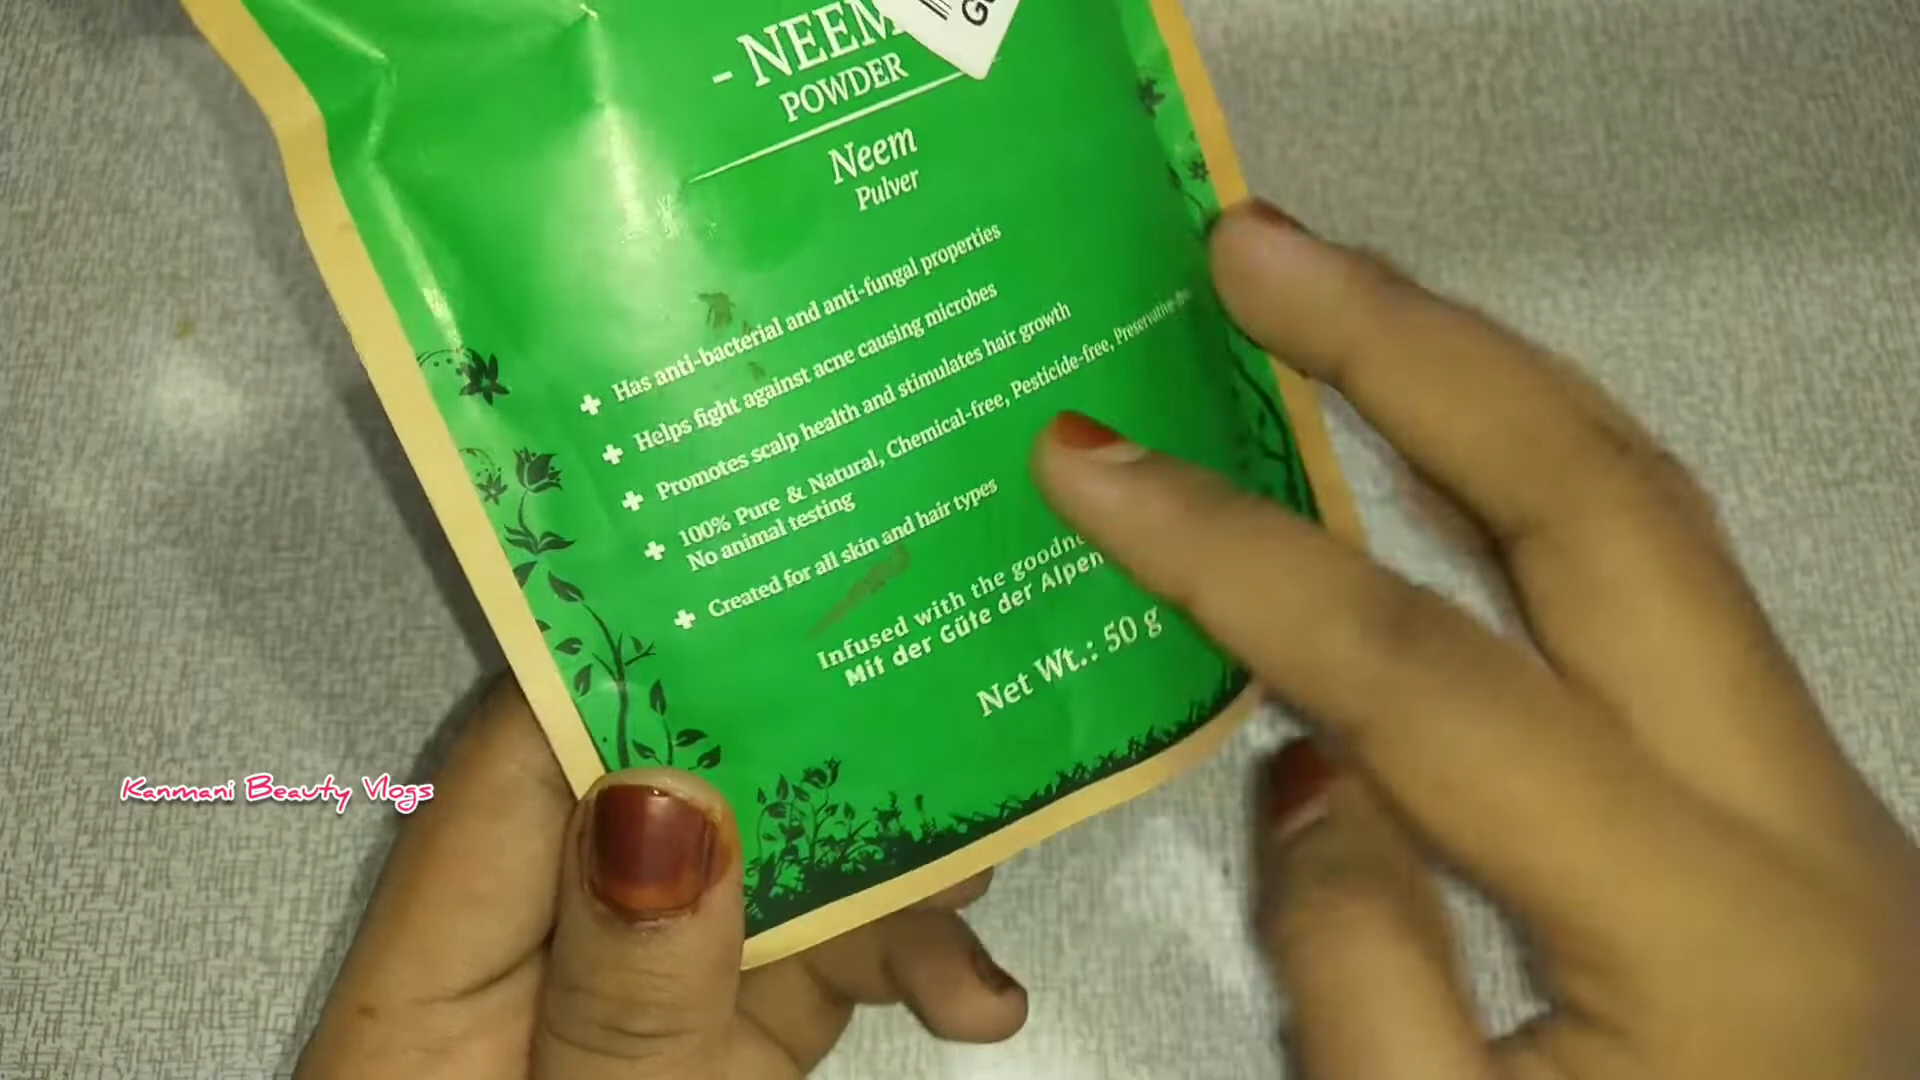 - NEEM
POWDER
Neem
Pulver
Has anti-bacterial and anti-fungal properties
Helps fight against acne causing microbes
Promotes scalp health and stimulates hair growth
100% Pure & Natural, Chemical-free, Pesticide-free,
No animal testing
Created for all skin and hair types
Infused with the
Mit der Güte der Alpen
Net Wt.: 50 g
Kanmani Beauty Vlogs